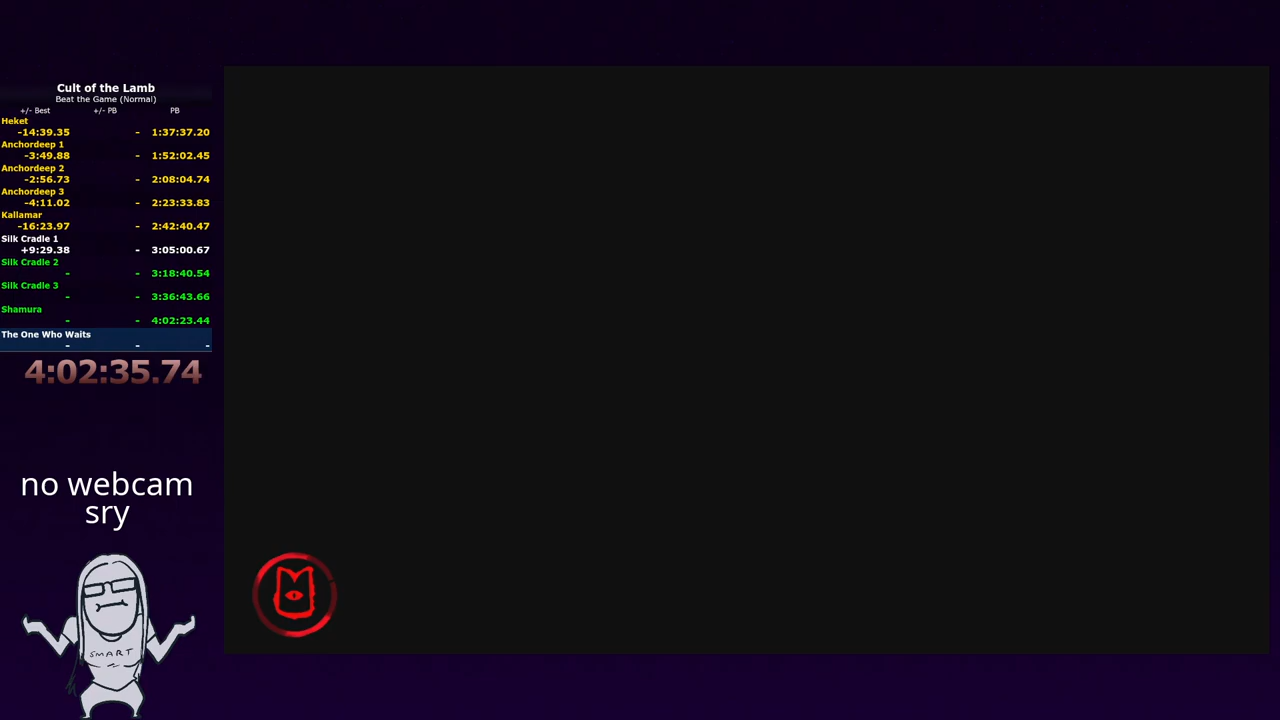 Cult of the Lamb
Beat the Game (Normal)
+/- Best +/- PB PB
Heket
-14:39.35 - 1:37:37.20
Anchordeep 1
-3:49.88 - 1:52:02.45
Anchordeep 2
-2:56.73 - 2:08:04.74
Anchordeep 3
-4:11.02 - 2:23:33.83
Kallamar
-16:23.97 - 2:42:40.47
Silk Cradle 1
+9:29.38 - 3:05:00.67
Silk Cradle 2
- - 3:18:40.54
Silk Cradle 3
- - 3:36:43.66
Shamura
- - 4:02:23.44
The One Who Waits
- - -
4:02:35.74
no webcam
sry
SMART